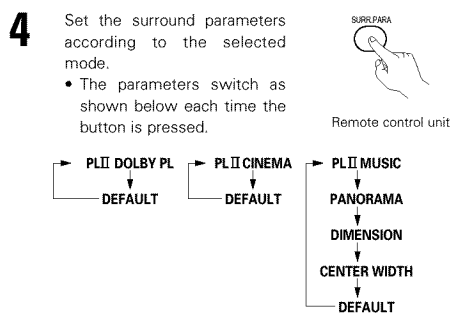 4
Set the surround parameters
according to the selected
mode.
• The parameters switch as
shown below each time the
button is pressed.
SURR.PARA
Remote control unit
PLⅡ DOLBY PL
DEFAULT
PLⅡ CINEMA
DEFAULT
PLⅡ MUSIC
PANORAMA
DIMENSION
CENTER WIDTH
DEFAULT